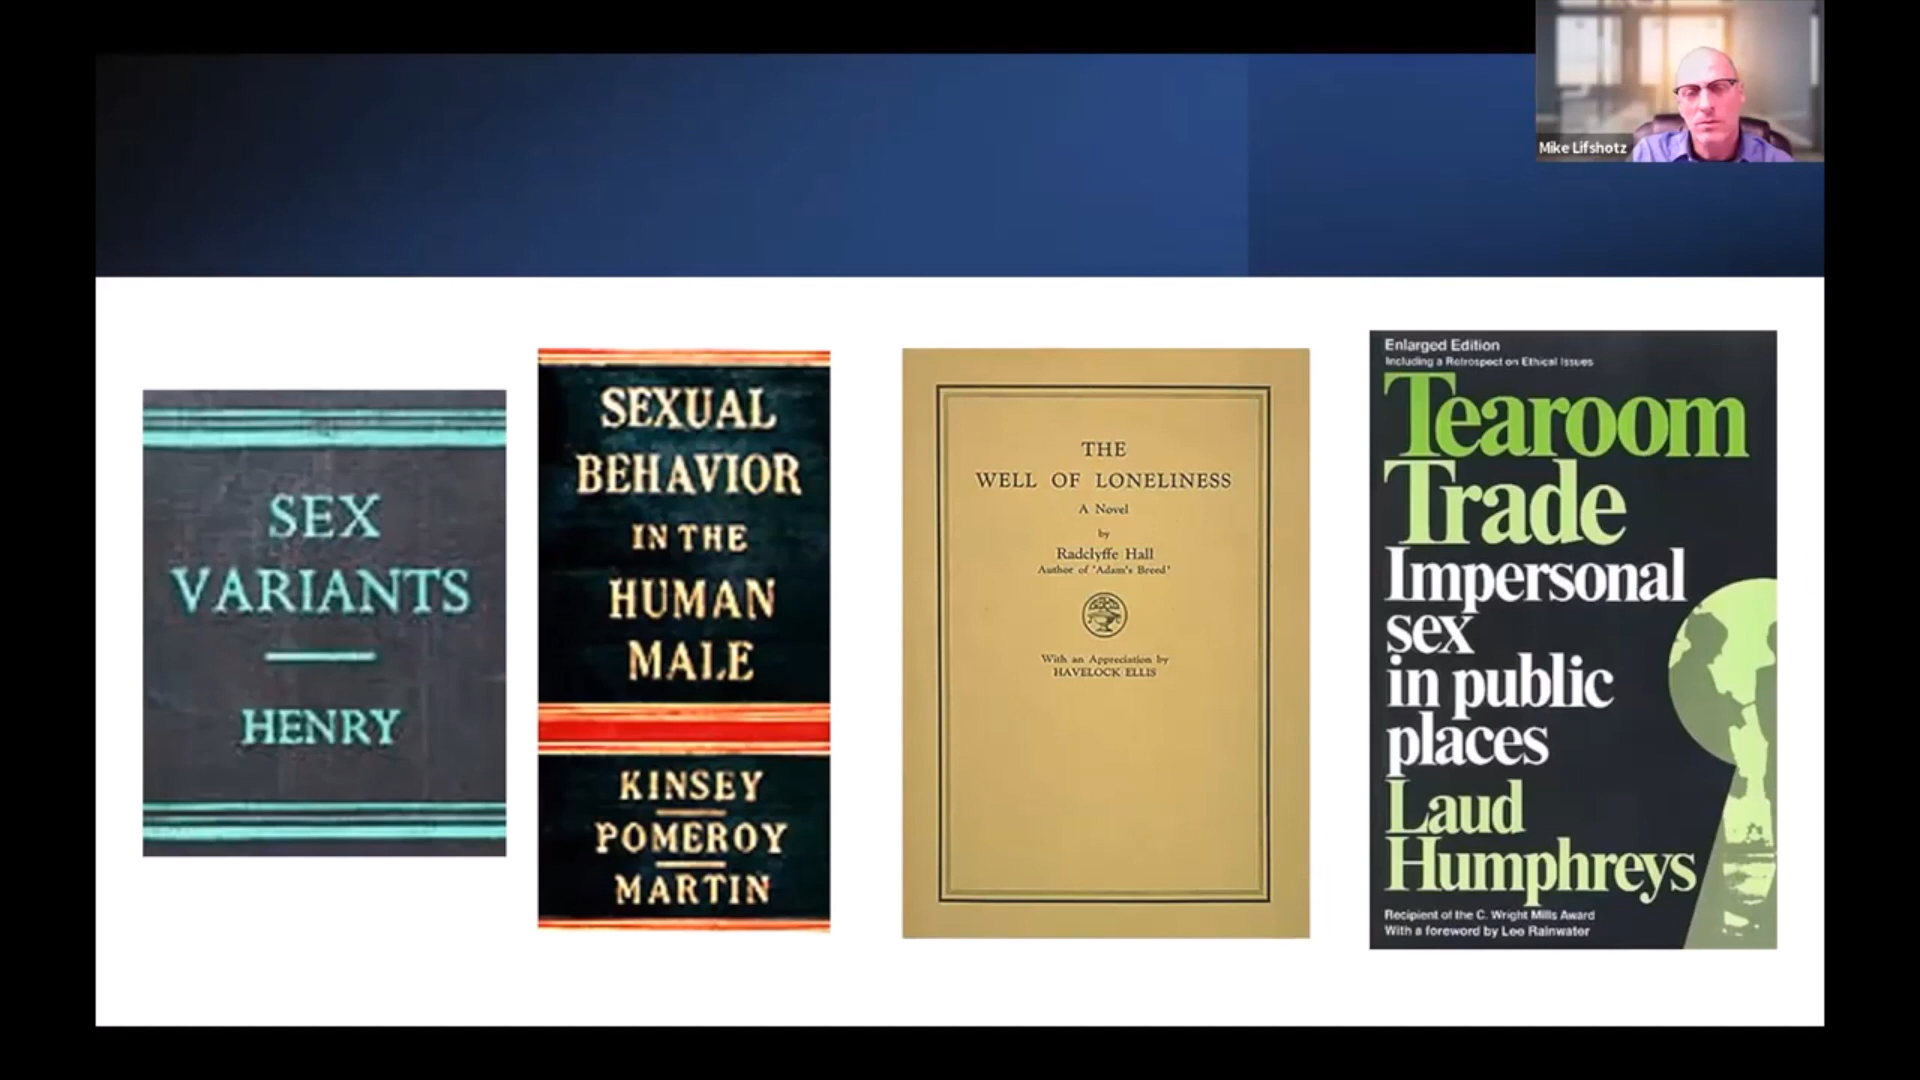 Mike Lifshotz
SEX
VARIANTS
HENRY
SEXUAL
BEHAVIOR
IN THE
HUMAN
MALE
KINSEY
POMEROY
MARTIN
THE
WELL OF LONELINESS
A Novel
by
Radclyffe Hall
Author of 'Adam's Breed'
With an Appreciation by
HAVELOCK ELLIS
Enlarged Edition
Including a Retrospect on Ethical Issues
Tearoom
Trade
Impersonal
sex
in public
places
Laud
Humphreys
Recipient of the C. Wright Mills Award
With a foreword by Lee Rainwater